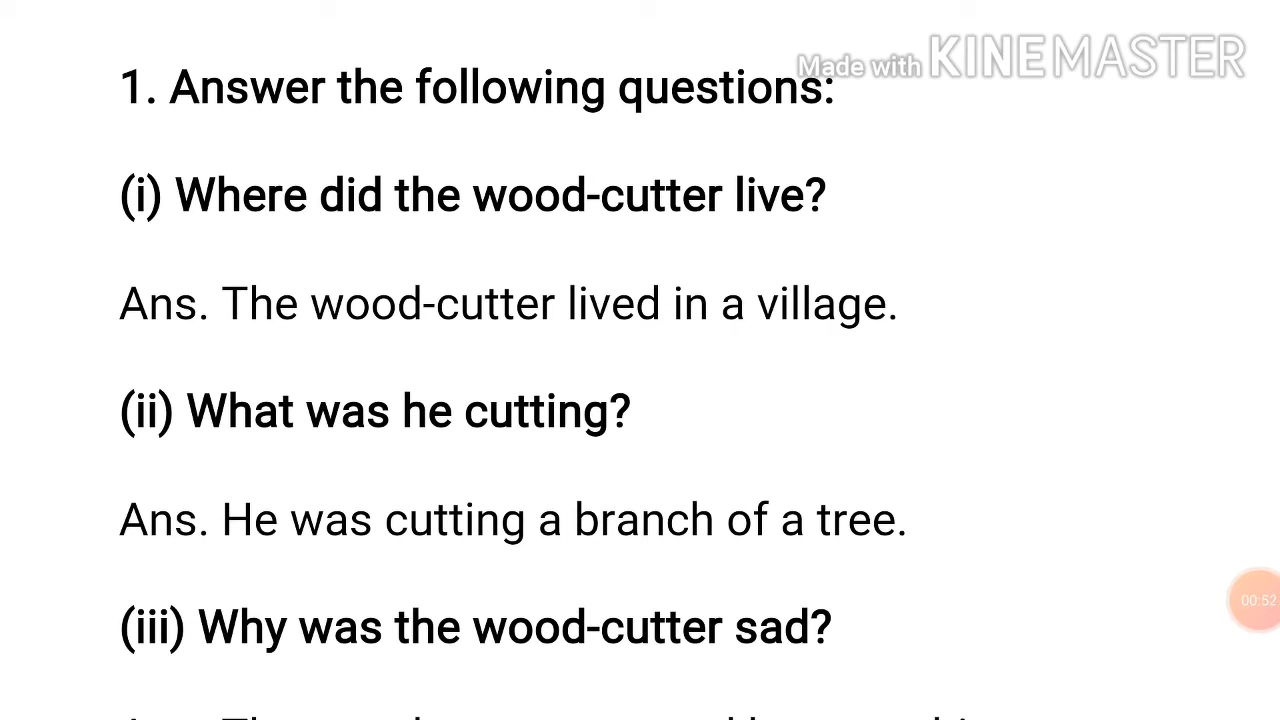 Made with KINEMASTER
1. Answer the following questions:
(i) Where did the wood-cutter live?
Ans. The wood-cutter lived in a village.
(ii) What was he cutting?
Ans. He was cutting a branch of a tree.
00:52
(iii) Why was the wood-cutter sad?